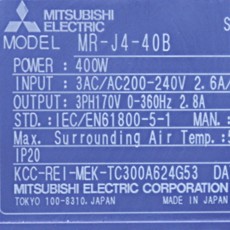 MITSUBISHI
ELECTRIC S
MODEL MR-J4-40B
POWER : 400W
INPUT : 3AC/AC200-240V 2.6A/
OUTPUT : 3PH170V 0-360Hz 2.8A
STD. : IEC/EN61800-5-1 MAN.:
Max. Surrounding Air Temp. :5
IP20
KCC-REI-MEK-TC300A624G53 DA
MITSUBISHI ELECTRIC CORPORATION
TOKYO 100-8310, JAPAN MADE IN JAPAN